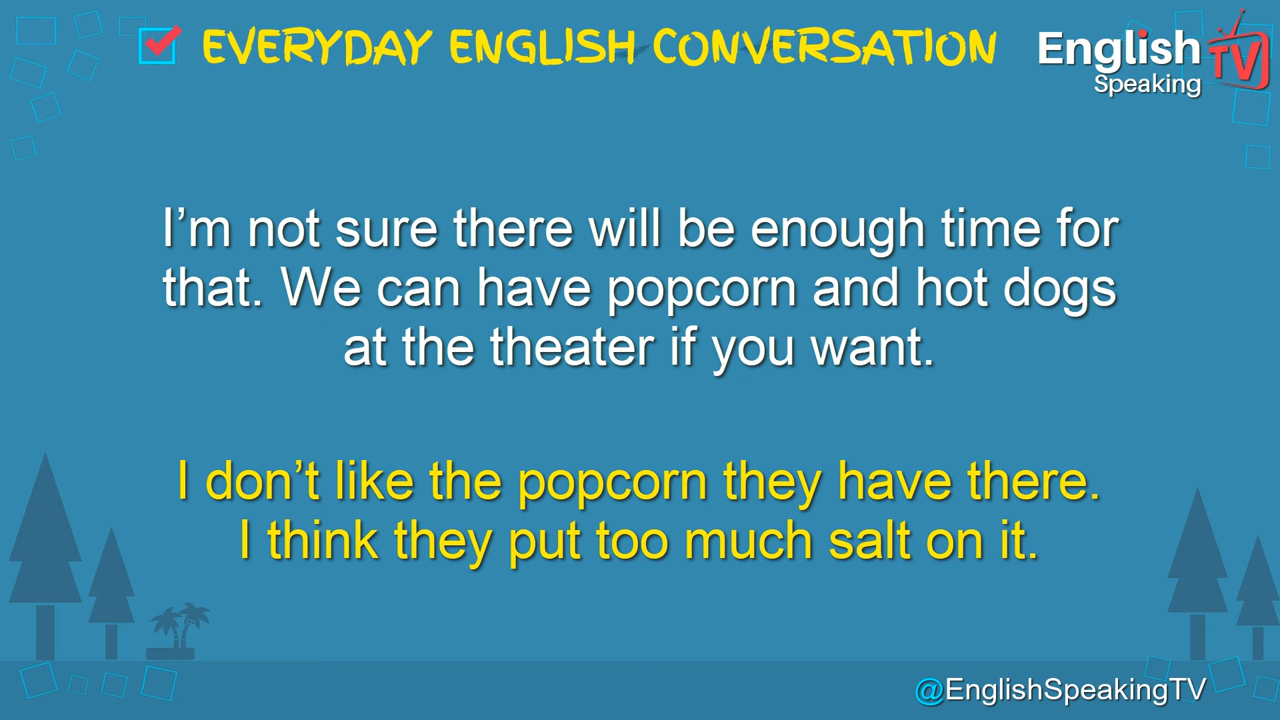 EVERYDAY ENGLISH CONVERSATION
English
Speaking
TV
I’m not sure there will be enough time for
that. We can have popcorn and hot dogs
at the theater if you want.
I don’t like the popcorn they have there.
I think they put too much salt on it.
@EnglishSpeakingTV